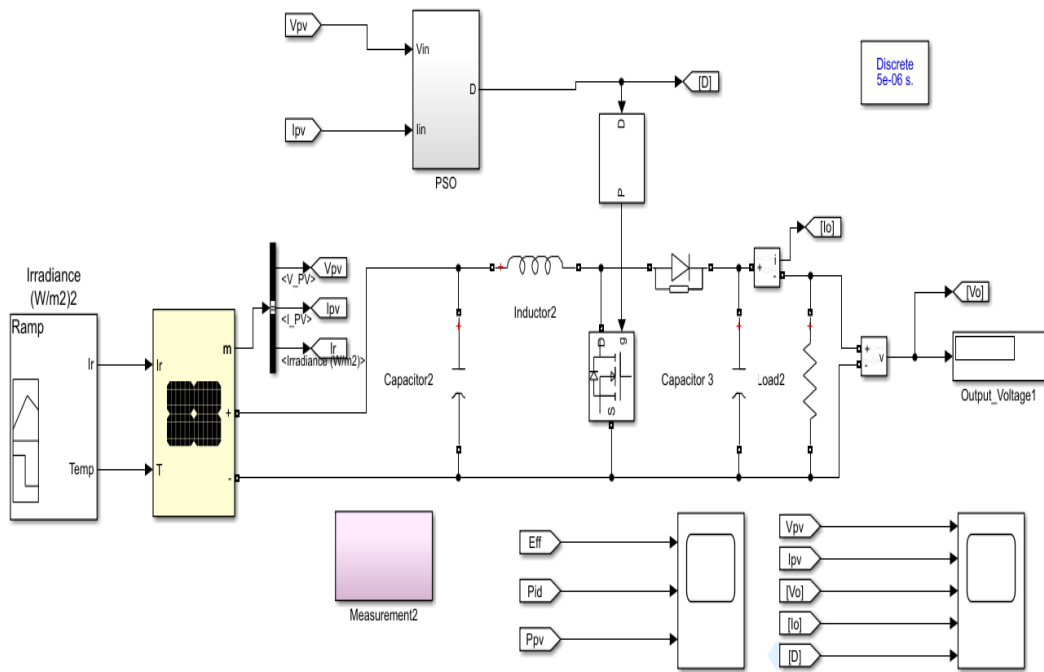 Vpv
Ipv
Vin
Iin
D
PSO
[D]
Discrete
5e-06 s.
D
P
[Io]
Irradiance
(W/m2)2
Ramp
Ir
Temp
Ir
T
m
+
-
Vpv
<V_PV>
Ipv
<I_PV>
Ir
<Irradiance (W/m2)>
+
Inductor2
Capacitor2
+
D
g
S
Capacitor 3
+
+
i
-
Load2
+
+
-
v
[Vo]
Output_Voltage1
Measurement2
Eff
Pid
Ppv
Vpv
Ipv
[Vo]
[Io]
[D]